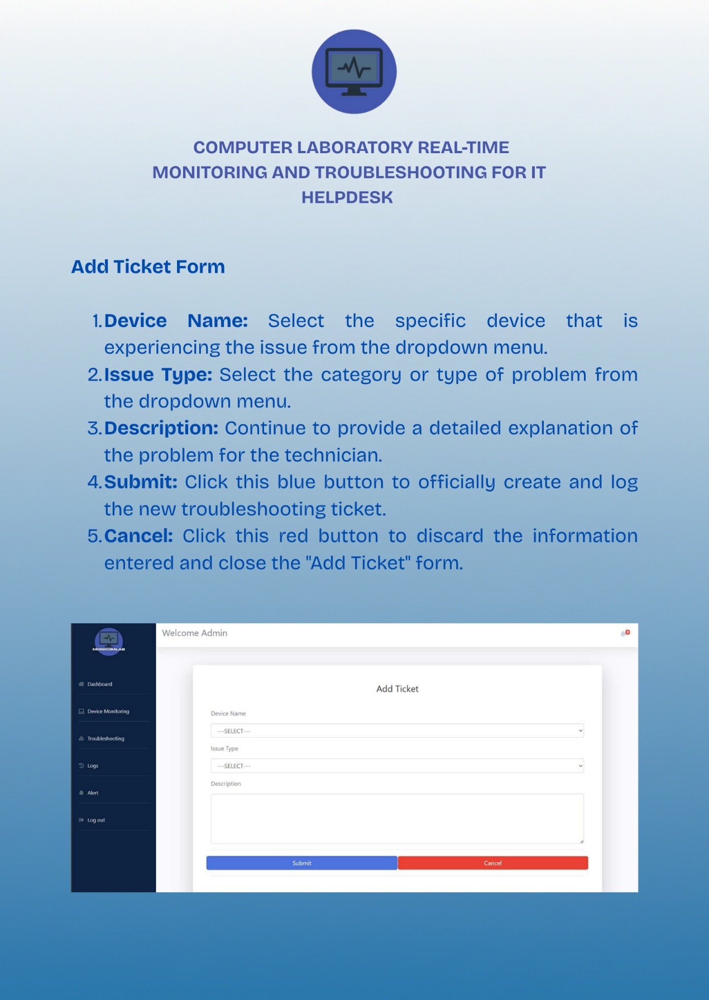 COMPUTER LABORATORY REAL-TIME
MONITORING AND TROUBLESHOOTING FOR IT
HELPDESK
Add Ticket Form
1. Device Name: Select the specific device that is
experiencing the issue from the dropdown menu.
2. Issue Type: Select the category or type of problem from
the dropdown menu.
3. Description: Continue to provide a detailed explanation of
the problem for the technician.
4. Submit: Click this blue button to officially create and log
the new troubleshooting ticket.
5. Cancel: Click this red button to discard the information
entered and close the "Add Ticket" form.
MONICOMLAB
Dashboard
Device Monitoring
Troubleshooting
Logs
Alert
Log out
Welcome Admin
0
Add Ticket
Device Name
---SELECT---
Issue Type
---SELECT---
Description
Submit
Cancel